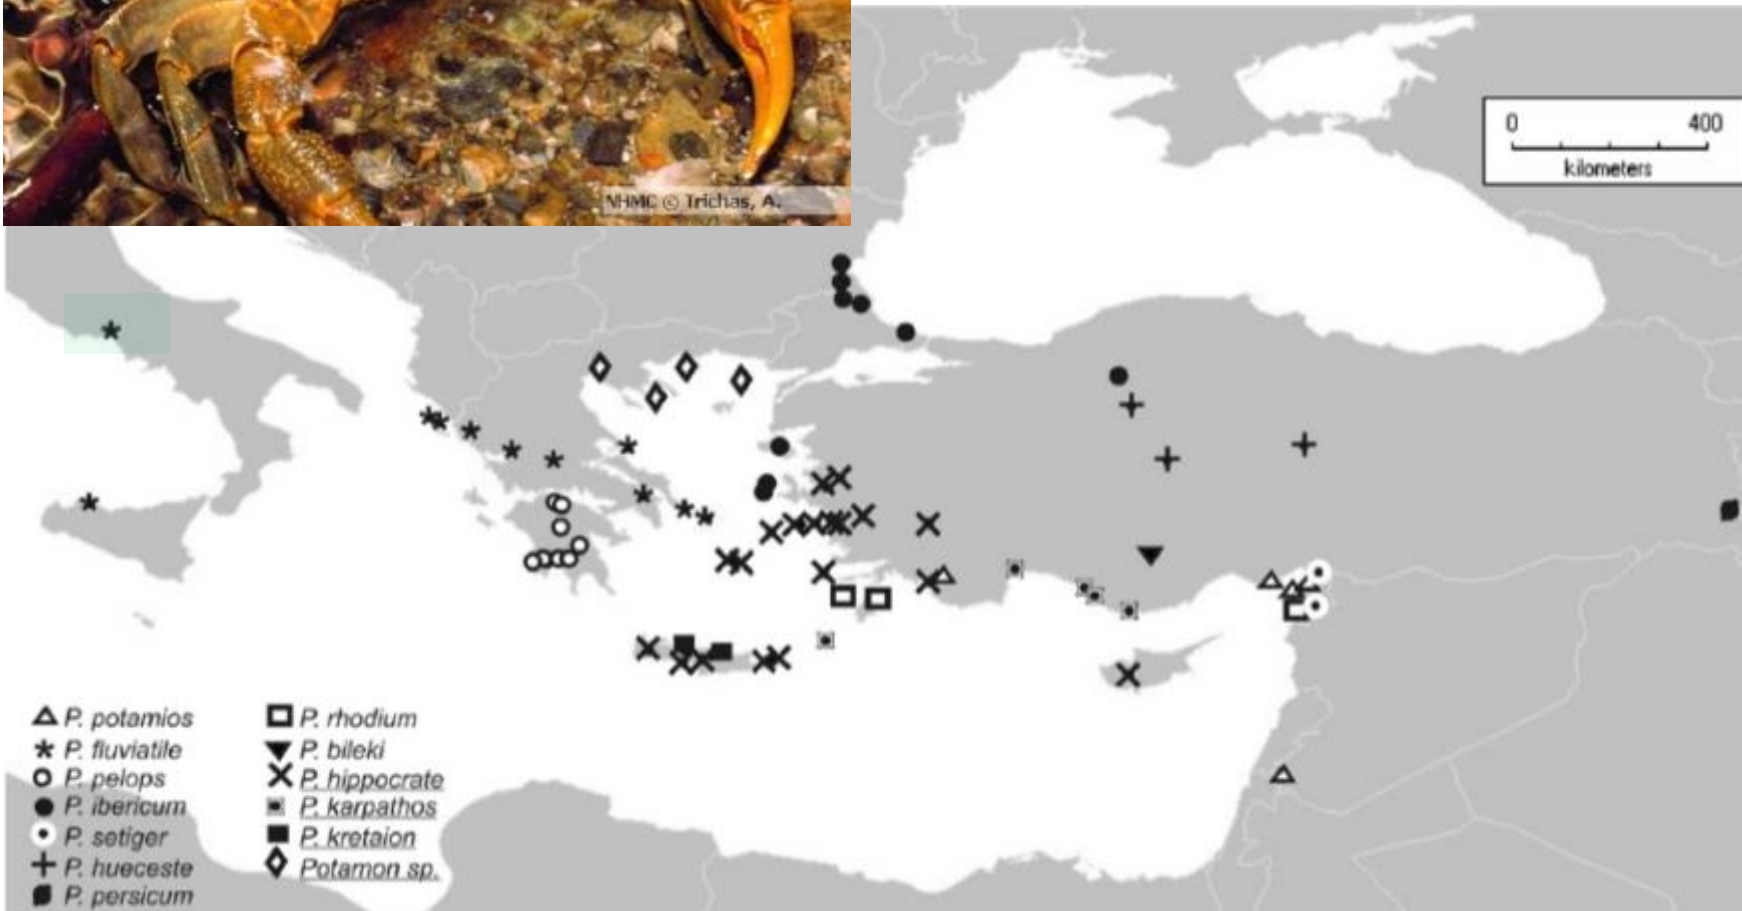 NHMC © Trichas, A.
0 400
kilometers
P. potamios
P. fluviatile
P. pelops
P. ibericum
P. setiger
P. hueceste
P. persicum
P. rhodium
P. bileki
P. hippocrate
P. karpathos
P. kretaion
Potamon sp.